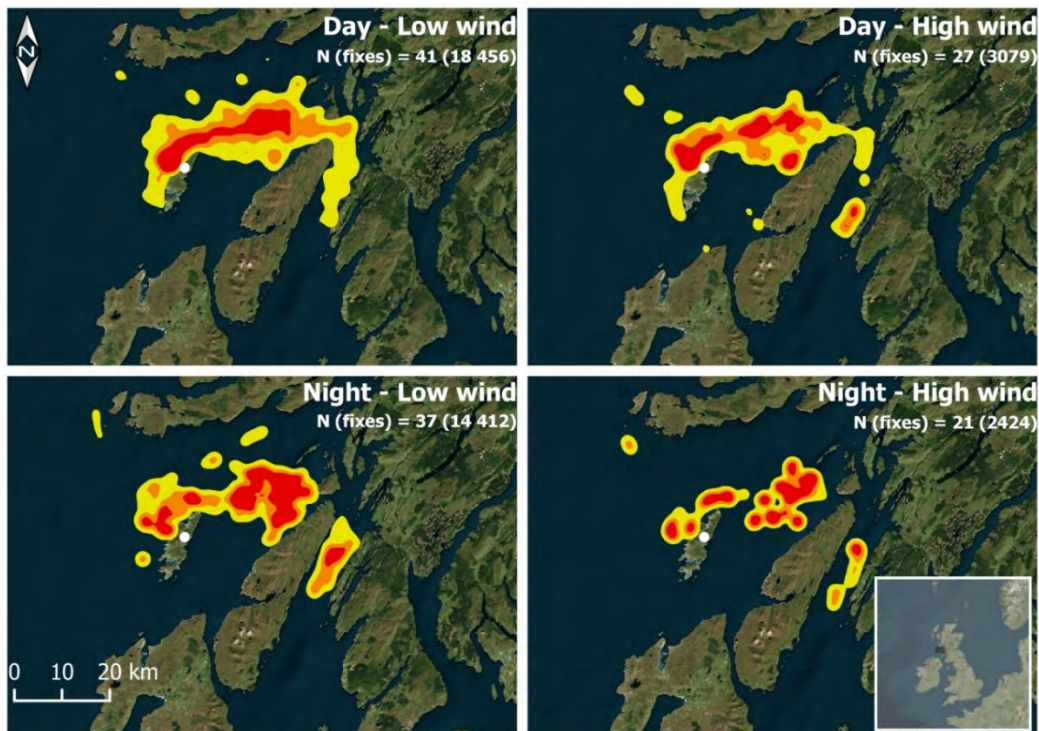 N
Day - Low wind
N (fixes) = 41 (18 456)
Day - High wind
N (fixes) = 27 (3079)
Night - Low wind
N (fixes) = 37 (14 412)
Night - High wind
N (fixes) = 21 (2424)
0 10 20 km